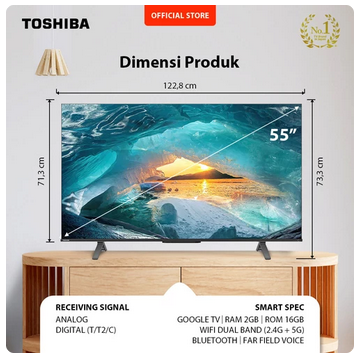 TOSHIBA
OFFICIAL STORE
No.1
Dimensi Produk
122,8 cm
55”
71,3 cm
73,3 cm
RECEIVING SIGNAL
ANALOG
DIGITAL (T/T2/C)
SMART SPEC
GOOGLE TV | RAM 2GB | ROM 16GB
WIFI DUAL BAND (2.4G + 5G)
BLUETOOTH | FAR FIELD VOICE